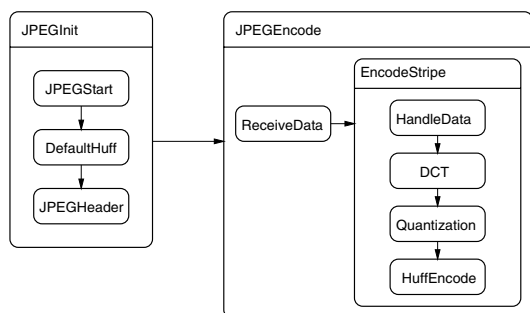 JPEGInit
JPEGStart
DefaultHuff
JPEGHeader
JPEGEncode
ReceiveData
EncodeStripe
HandleData
DCT
Quantization
HuffEncode